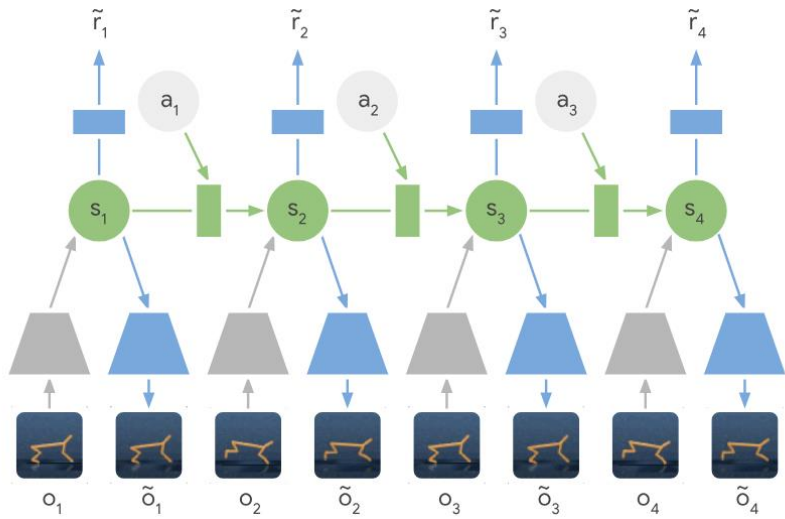 r̃₁ r̃₂ r̃₃ r̃₄
a₁ a₂ a₃
s₁ s₂ s₃ s₄
o₁ õ₁ o₂ õ₂ o₃ õ₃ o₄ õ₄